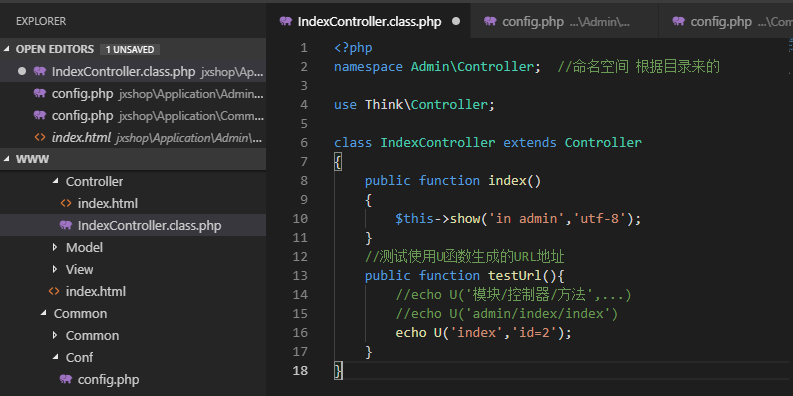 EXPLORER
OPEN EDITORS 1 UNSAVED
IndexController.class.php jxshop\Ap...
config.php jxshop\Application\Admin...
config.php jxshop\Application\Comm...
index.html jxshop\Application\Admin\...
WWW
Controller
index.html
IndexController.class.php
Model
View
index.html
Common
Common
Conf
config.php
IndexController.class.php
config.php ...\Admin\...
config.php ...\Com
1 <?php
2 namespace Admin\Controller; //命名空间 根据目录来的
3
4 use Think\Controller;
5
6 class IndexController extends Controller
7 {
8 public function index()
9 {
10 $this->show('in admin','utf-8');
11 }
12 //测试使用U函数生成的URL地址
13 public function testUrl(){
14 //echo U('模块/控制器/方法',...)
15 //echo U('admin/index/index')
16 echo U('index','id=2');
17 }
18 }